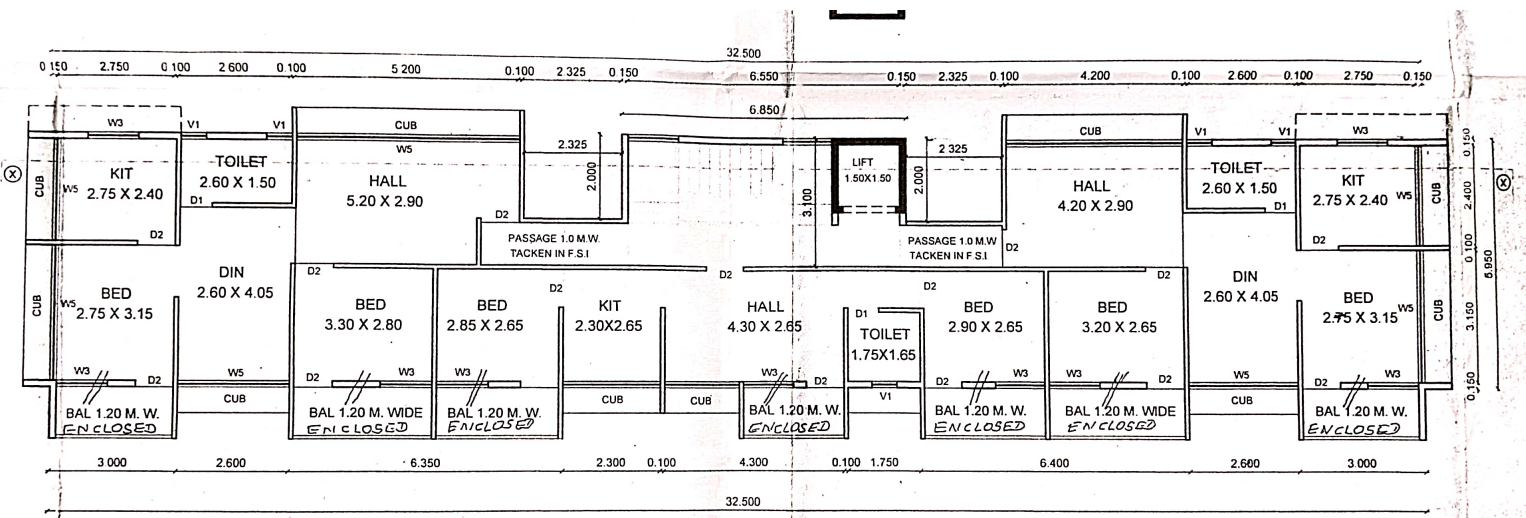 32.500
0 150 2.750 0 100 2 600 0.100 5 200 0.100 2 325 0.150 6.550 0.150 2.325 0.100 4.200 0.100 2.600 0.100 2.750 0.150
6.850
W3 V1 V1 CUB CUB V1 V1 W3
W5
2.325 2.325
TOILET
2.60 X 1.50
KIT
2.75 X 2.40
CUB
W5
D1
D2
HALL
5.20 X 2.90
2.000
D2
PASSAGE 1.0 M.W.
TACKEN IN F.S.I
3.100
LIFT
1.50X1.50
2.000
PASSAGE 1.0 M.W
TACKEN IN F.S.I
D2
HALL
4.20 X 2.90
TOILET
2.60 X 1.50
D1
KIT
2.75 X 2.40
W5
CUB
D2
X
X
0.150
2.400
0.100
3.150
0.150
6.950
CUB
W5
BED
2.75 X 3.15
DIN
2.60 X 4.05
D2
BED
3.30 X 2.80
BED
2.85 X 2.65
D2
KIT
2.30X2.65
D2
HALL
4.30 X 2.65
D1
TOILET
1.75X1.65
D2
BED
2.90 X 2.65
BED
3.20 X 2.65
D2
DIN
2.60 X 4.05
BED
2.75 X 3.15
W5
CUB
W3 D2 W5 D2 W3 W3 D2 W3 D2 D2 W3 W3 D2 W5 D2 W3
CUB CUB CUB V1 CUB
BAL 1.20 M. W.
ENCLOSED
BAL 1.20 M. WIDE
ENCLOSED
BAL 1.20 M. W.
ENCLOSED
BAL 1.20 M. W.
ENCLOSED
BAL 1.20 M. W.
ENCLOSED
BAL 1.20 M. WIDE
ENCLOSED
BAL 1.20 M. W.
ENCLOSED
3 000 2.600 6.350 2.300 0.100 4.300 0.100 1.750 6.400 2.600 3.000
32.500